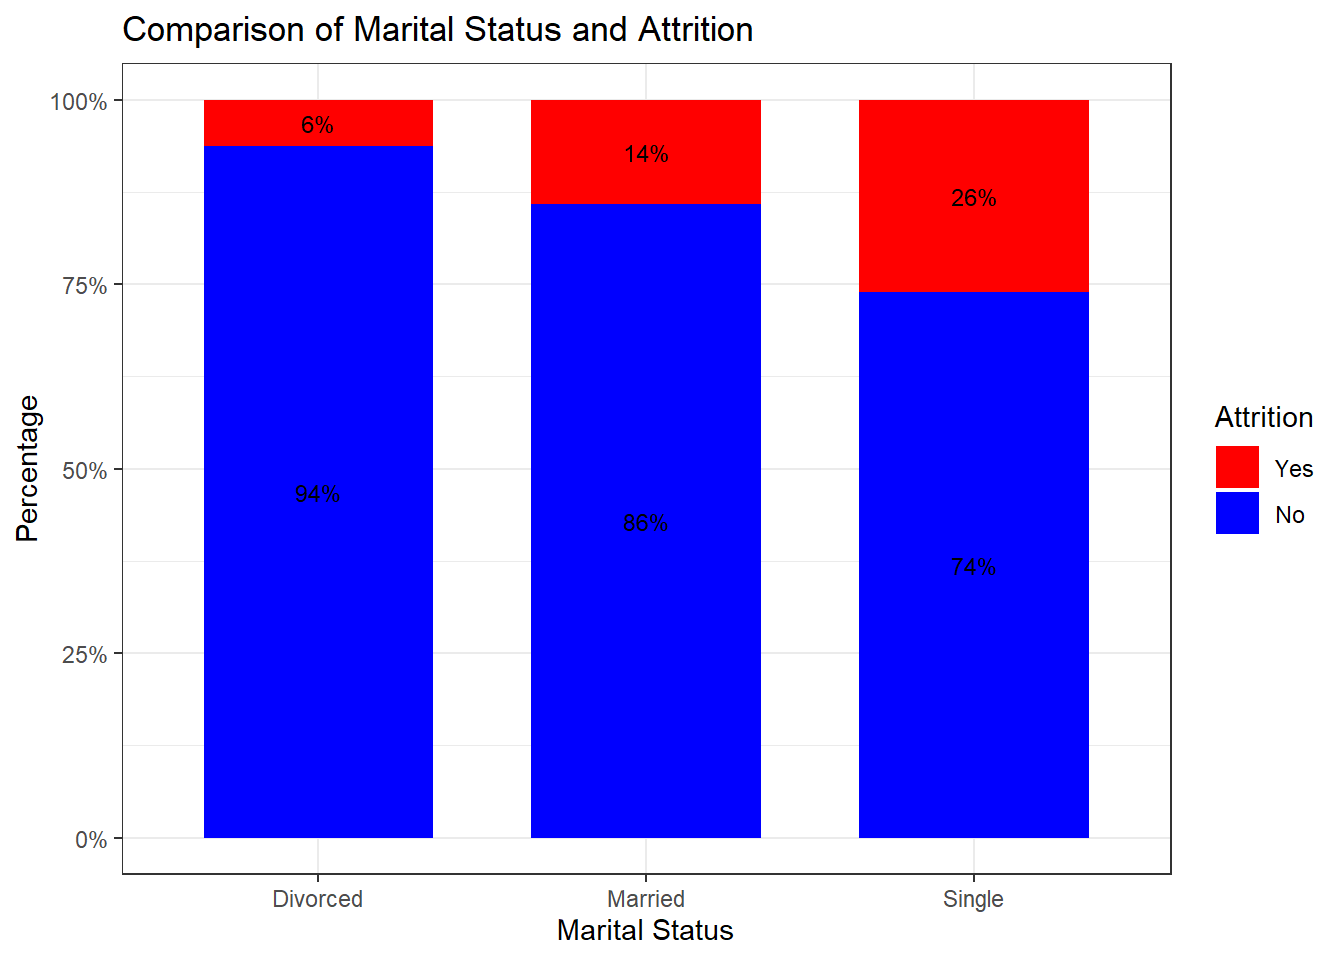 Comparison of Marital Status and Attrition
100%
75%
50%
25%
0%
Percentage
6%
14%
26%
94%
86%
74%
Divorced
Married
Single
Marital Status
Attrition
Yes
No